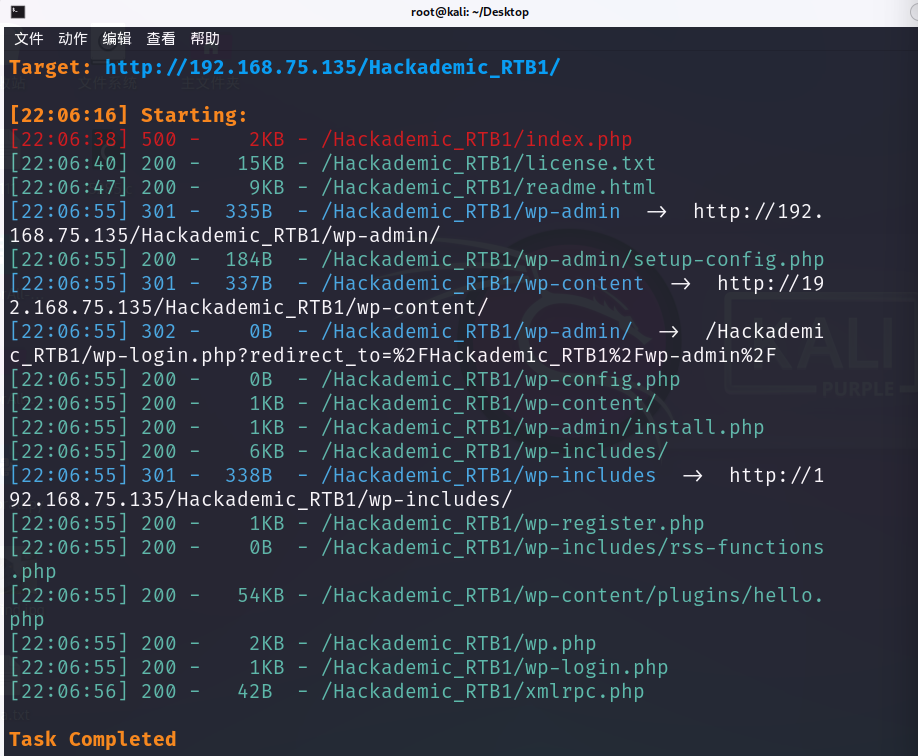 root@kali: ~/Desktop
文件 动作 编辑 查看 帮助
Target: http://192.168.75.135/Hackademic_RTB1/
[22:06:16] Starting:
[22:06:38] 500 -    2KB - /Hackademic_RTB1/index.php
[22:06:40] 200 -   15KB - /Hackademic_RTB1/license.txt
[22:06:47] 200 -    9KB - /Hackademic_RTB1/readme.html
[22:06:55] 301 -  335B  - /Hackademic_RTB1/wp-admin  →  http://192.
168.75.135/Hackademic_RTB1/wp-admin/
[22:06:55] 200 -  184B  - /Hackademic_RTB1/wp-admin/setup-config.php
[22:06:55] 301 -  337B  - /Hackademic_RTB1/wp-content  →  http://19
2.168.75.135/Hackademic_RTB1/wp-content/
[22:06:55] 302 -    0B  - /Hackademic_RTB1/wp-admin/  →  /Hackademi
c_RTB1/wp-login.php?redirect_to=%2FHackademic_RTB1%2Fwp-admin%2F
[22:06:55] 200 -    0B  - /Hackademic_RTB1/wp-config.php
[22:06:55] 200 -    1KB - /Hackademic_RTB1/wp-content/
[22:06:55] 200 -    1KB - /Hackademic_RTB1/wp-admin/install.php
[22:06:55] 200 -    6KB - /Hackademic_RTB1/wp-includes/
[22:06:55] 301 -  338B  - /Hackademic_RTB1/wp-includes  →  http://1
92.168.75.135/Hackademic_RTB1/wp-includes/
[22:06:55] 200 -    1KB - /Hackademic_RTB1/wp-register.php
[22:06:55] 200 -    0B  - /Hackademic_RTB1/wp-includes/rss-functions
.php
[22:06:55] 200 -   54KB - /Hackademic_RTB1/wp-content/plugins/hello.
php
[22:06:55] 200 -    2KB - /Hackademic_RTB1/wp.php
[22:06:55] 200 -    1KB - /Hackademic_RTB1/wp-login.php
[22:06:56] 200 -   42B  - /Hackademic_RTB1/xmlrpc.php
Task Completed
KALI
PURPLE